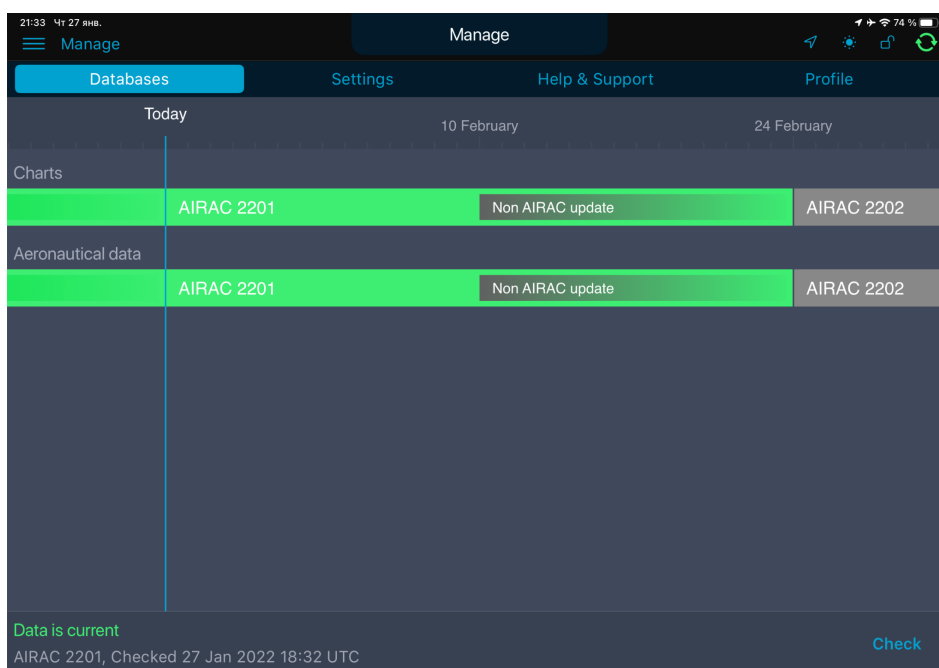 21:33 Чт 27 янв.
74 %
Manage
Manage
Databases
Settings
Help & Support
Profile
Today
10 February
24 February
Charts
AIRAC 2201
Non AIRAC update
AIRAC 2202
Aeronautical data
AIRAC 2201
Non AIRAC update
AIRAC 2202
Data is current
AIRAC 2201, Checked 27 Jan 2022 18:32 UTC
Check